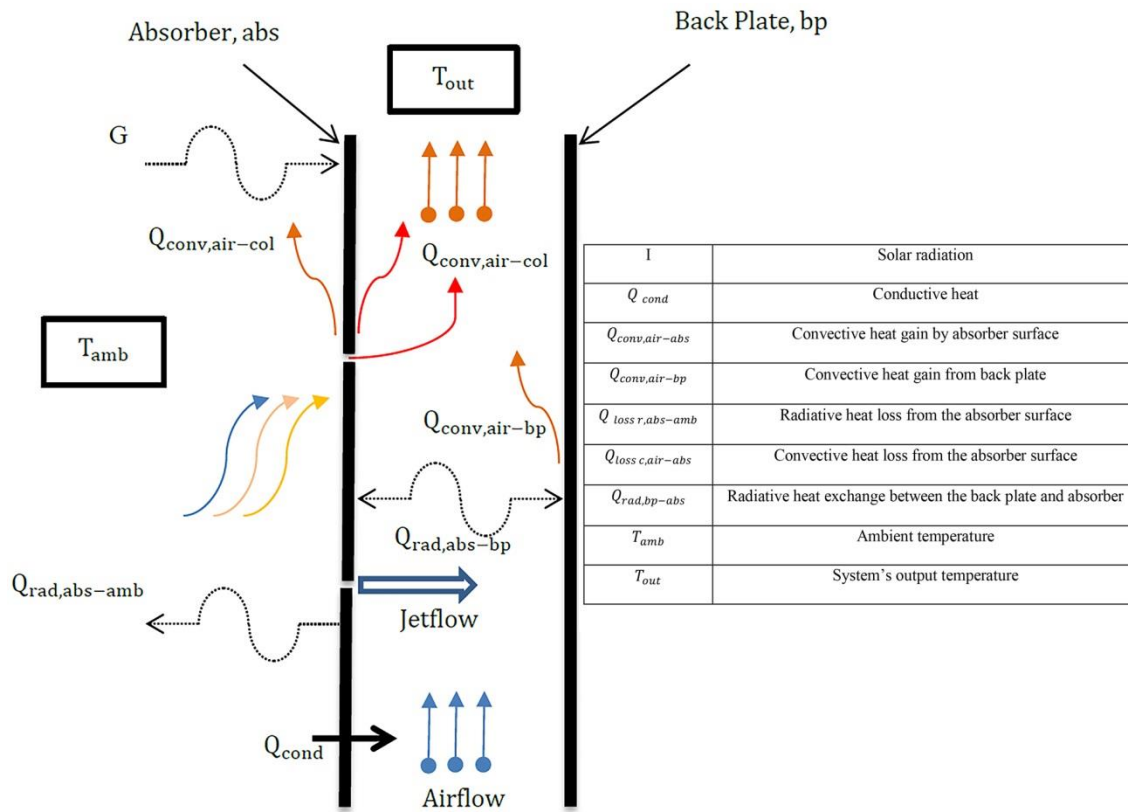 Absorber, abs
Back Plate, bp
T_out
G
Q_conv,air−col
Q_conv,air−col
T_amb
Q_conv,air−bp
Q_rad,abs−bp
Q_rad,abs−amb
Jetflow
Q_cond
Airflow
I Solar radiation
Q cond Conductive heat
Q_conv,air−abs Convective heat gain by absorber surface
Q_conv,air−bp Convective heat gain from back plate
Q loss r,abs−amb Radiative heat loss from the absorber surface
Q_loss c,air−abs Convective heat loss from the absorber surface
Q_rad,bp−abs Radiative heat exchange between the back plate and absorber
T_amb Ambient temperature
T_out System's output temperature